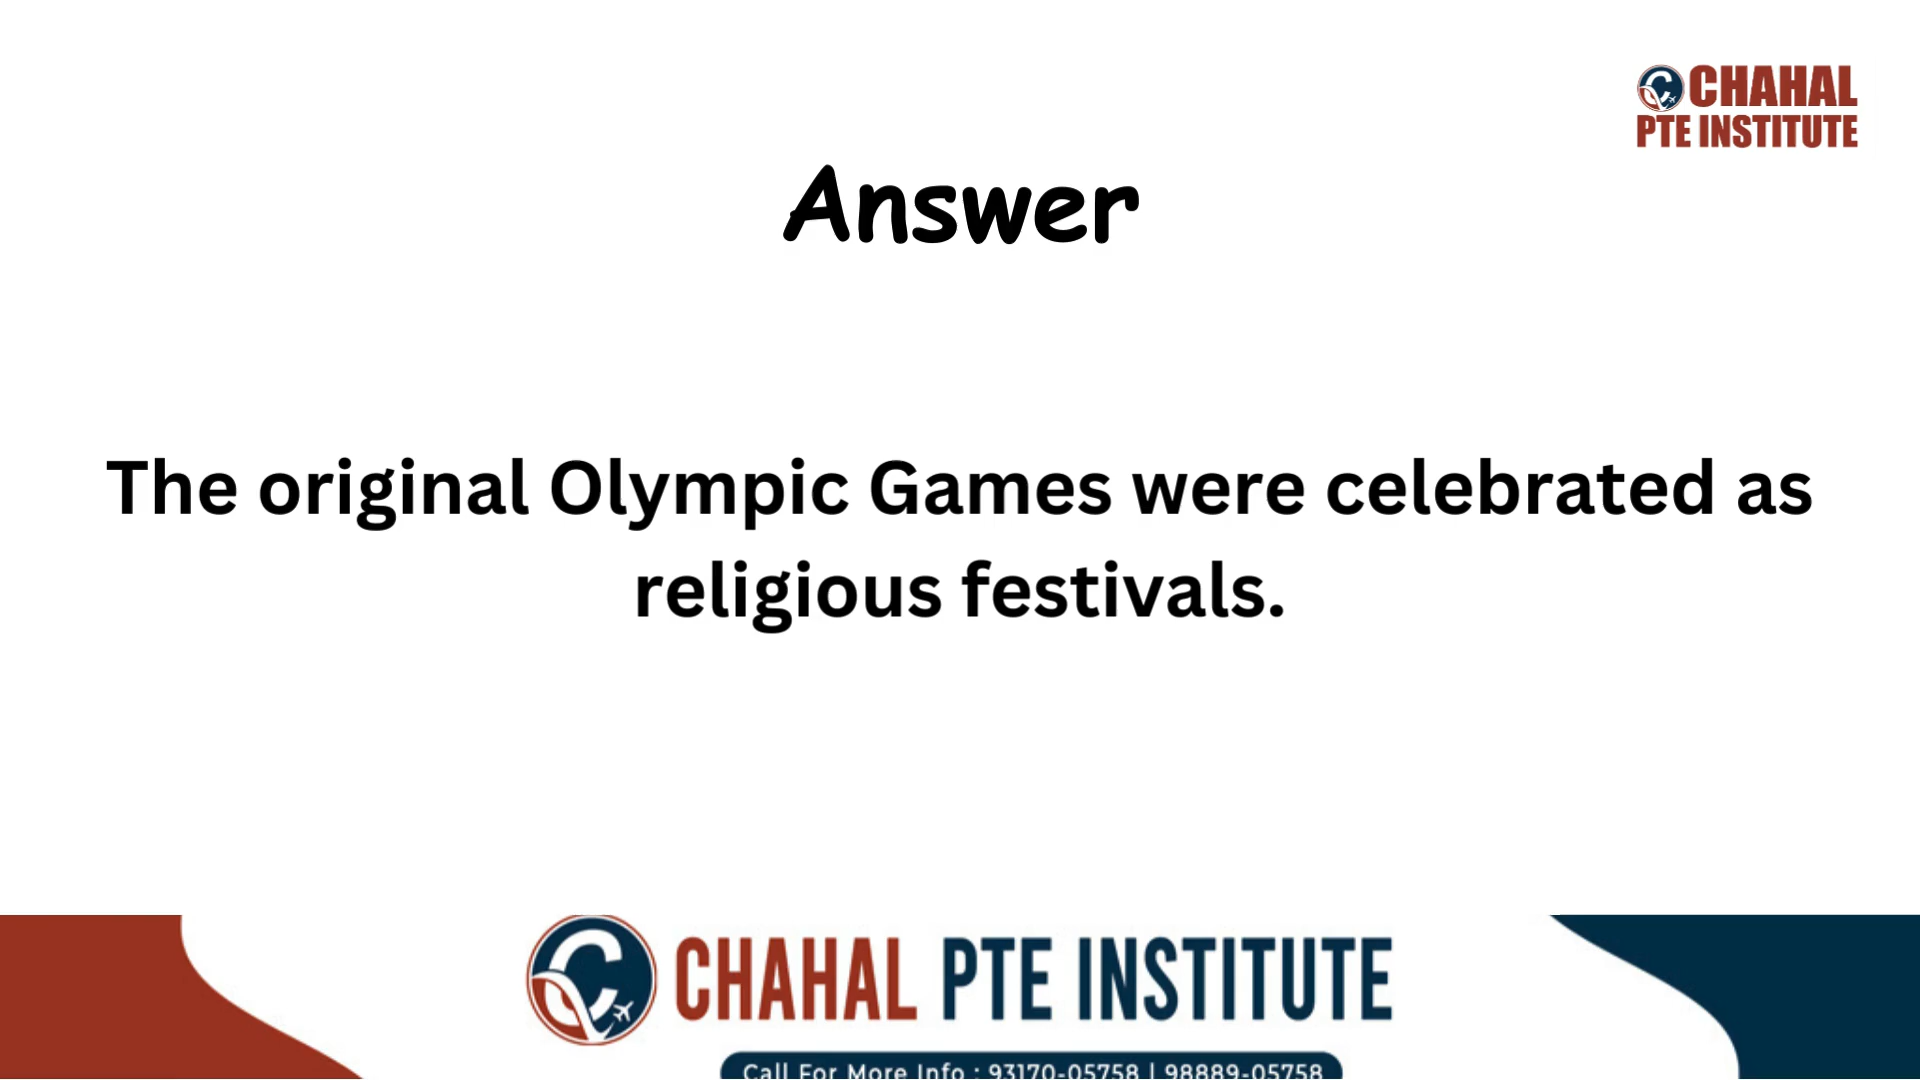 CHAHAL
PTE INSTITUTE
Answer
The original Olympic Games were celebrated as
religious festivals.
CHAHAL PTE INSTITUTE
Call For More Info : 93170-05758 | 98889-05758